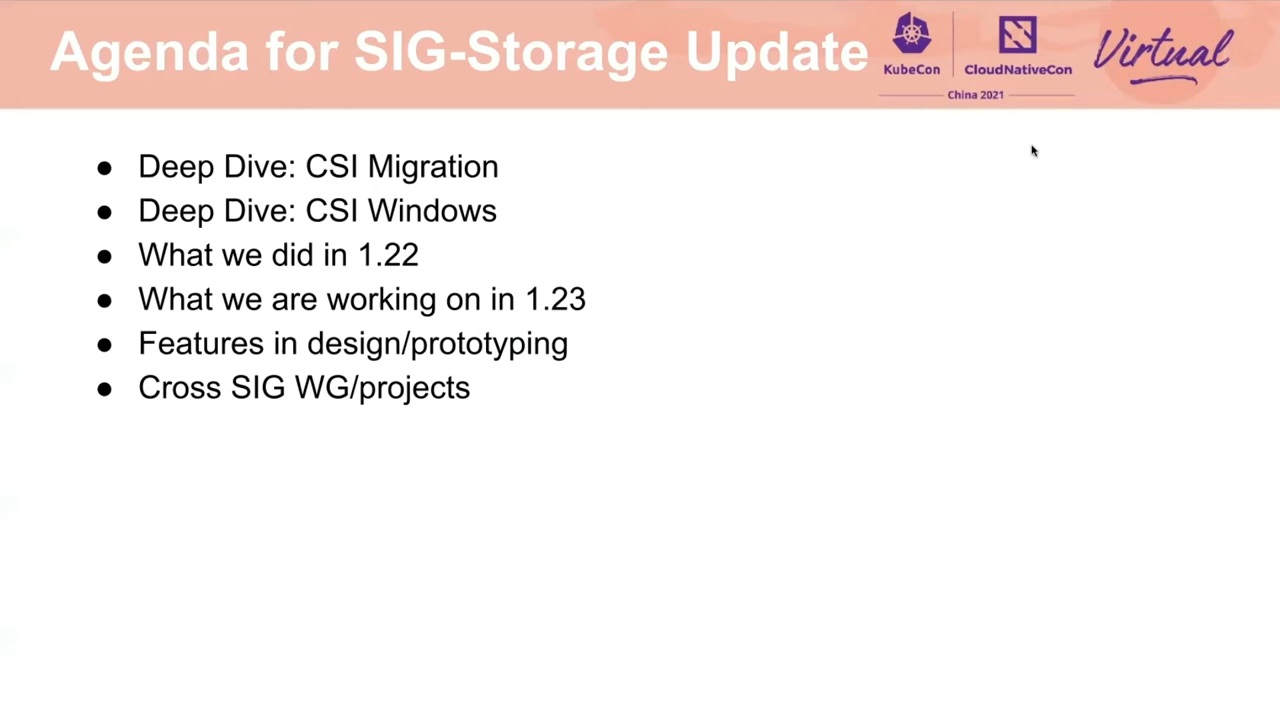 Agenda for SIG-Storage Update
KubeCon
CloudNativeCon
China 2021
Virtual
● Deep Dive: CSI Migration
● Deep Dive: CSI Windows
● What we did in 1.22
● What we are working on in 1.23
● Features in design/prototyping
● Cross SIG WG/projects